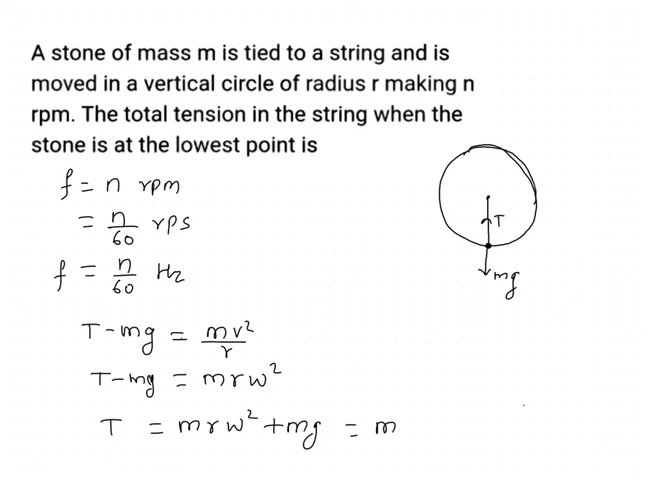 A stone of mass m is tied to a string and is
moved in a vertical circle of radius r making n
rpm. The total tension in the string when the
stone is at the lowest point is
f = n rpm
= n/60 rps
f = n/60 Hz
T
mg
T-mg = mv²/r
T-mg = mrw²
T = mrw²+mg = m